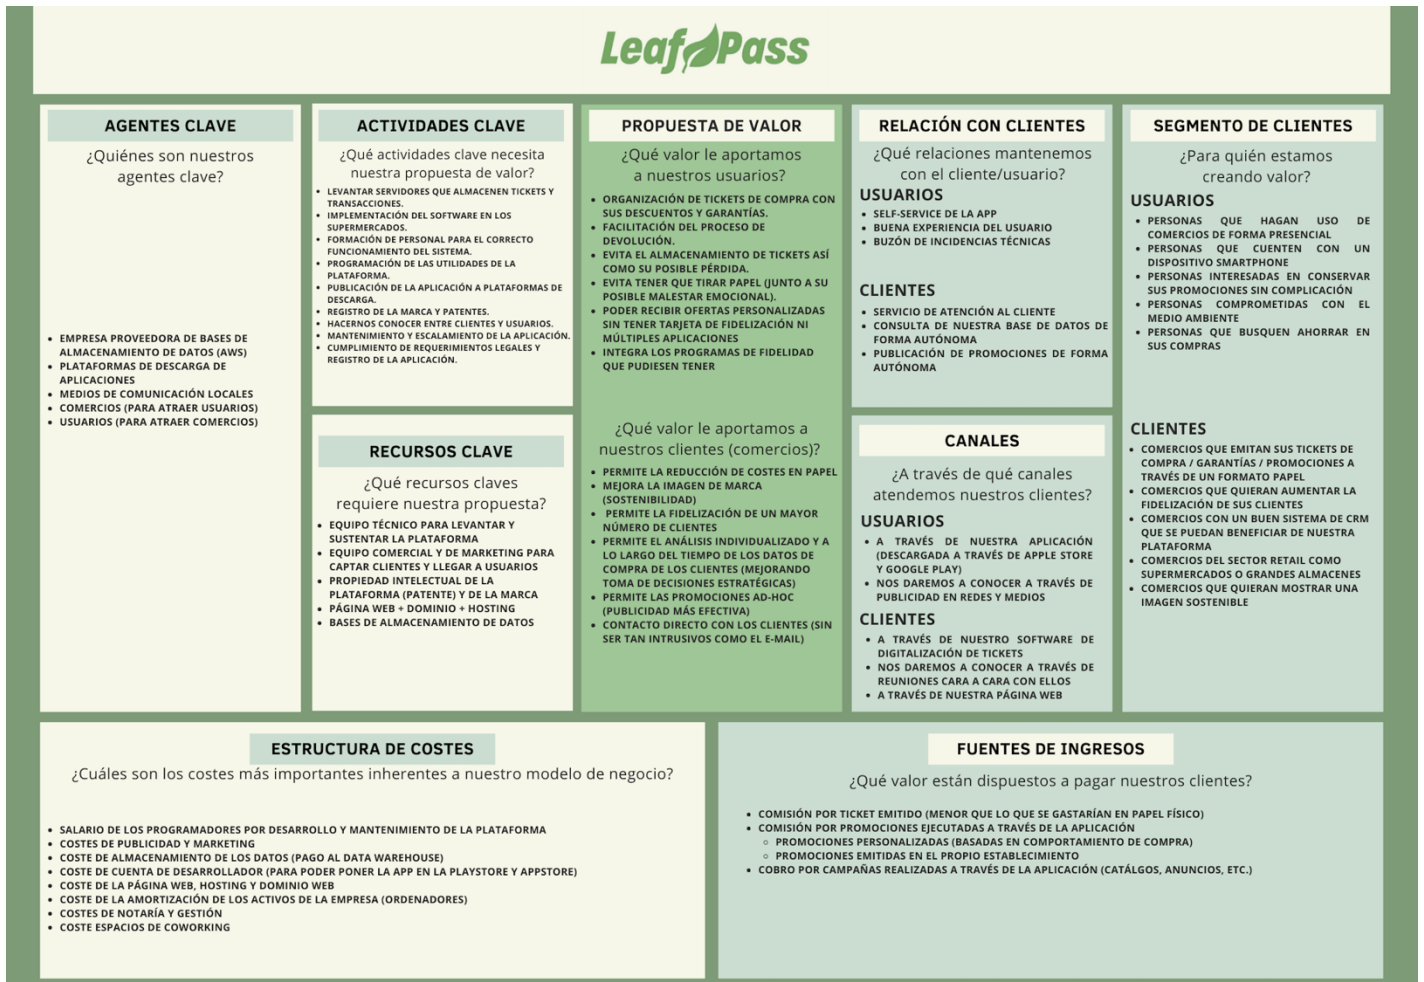 Leaf Pass
AGENTES CLAVE
¿Quiénes son nuestros
agentes clave?
EMPRESA PROVEEDORA DE BASES DE
ALMACENAMIENTO DE DATOS (AWS)
PLATAFORMAS DE DESCARGA DE
APLICACIONES
MEDIOS DE COMUNICACIÓN LOCALES
COMERCIOS (PARA ATRAER USUARIOS)
USUARIOS (PARA ATRAER COMERCIOS)
ACTIVIDADES CLAVE
¿Qué actividades clave necesita
nuestra propuesta de valor?
LEVANTAR SERVIDORES QUE ALMACENEN TICKETS Y
TRANSACCIONES.
IMPLEMENTACIÓN DEL SOFTWARE EN LOS
SUPERMERCADOS.
FORMACIÓN DE PERSONAL PARA EL CORRECTO
FUNCIONAMIENTO DEL SISTEMA.
PROGRAMACIÓN DE LAS UTILIDADES DE LA
PLATAFORMA.
PUBLICACIÓN DE LA APLICACIÓN A PLATAFORMAS DE
DESCARGA.
REGISTRO DE LA MARCA Y PATENTES.
HACERNOS CONOCER ENTRE CLIENTES Y USUARIOS.
MANTENIMIENTO Y ESCALAMIENTO DE LA APLICACIÓN.
CUMPLIMIENTO DE REQUERIMIENTOS LEGALES Y
REGISTRO DE LA APLICACIÓN.
RECURSOS CLAVE
¿Qué recursos claves
requiere nuestra propuesta?
EQUIPO TÉCNICO PARA LEVANTAR Y
SUSTENTAR LA PLATAFORMA
EQUIPO COMERCIAL Y DE MARKETING PARA
CAPTAR CLIENTES Y LLEGAR A USUARIOS
PROPIEDAD INTELECTUAL DE LA
PLATAFORMA (PATENTE) Y DE LA MARCA
PÁGINA WEB + DOMINIO + HOSTING
BASES DE ALMACENAMIENTO DE DATOS
PROPUESTA DE VALOR
¿Qué valor le aportamos
a nuestros usuarios?
ORGANIZACIÓN DE TICKETS DE COMPRA CON
SUS DESCUENTOS Y GARANTÍAS.
FACILITACIÓN DEL PROCESO DE
DEVOLUCIÓN.
EVITA EL ALMACENAMIENTO DE TICKETS ASÍ
COMO SU POSIBLE PÉRDIDA.
EVITA TENER QUE TIRAR PAPEL (JUNTO A SU
POSIBLE MALESTAR EMOCIONAL).
PODER RECIBIR OFERTAS PERSONALIZADAS
SIN TENER TARJETA DE FIDELIZACIÓN NI
MÚLTIPLES APLICACIONES
INTEGRA LOS PROGRAMAS DE FIDELIDAD
QUE PUDIESEN TENER
¿Qué valor le aportamos a
nuestros clientes (comercios)?
PERMITE LA REDUCCIÓN DE COSTES EN PAPEL
MEJORA LA IMAGEN DE MARCA
(SOSTENIBILIDAD)
PERMITE LA FIDELIZACIÓN DE UN MAYOR
NÚMERO DE CLIENTES
PERMITE EL ANÁLISIS INDIVIDUALIZADO Y A
LO LARGO DEL TIEMPO DE LOS DATOS DE
COMPRA DE LOS CLIENTES (MEJORANDO
TOMA DE DECISIONES ESTRATÉGICAS)
PERMITE LAS PROMOCIONES AD-HOC
(PUBLICIDAD MÁS EFECTIVA)
CONTACTO DIRECTO CON LOS CLIENTES (SIN
SER TAN INTRUSIVOS COMO EL E-MAIL)
RELACIÓN CON CLIENTES
¿Qué relaciones mantenemos
con el cliente/usuario?
USUARIOS
SELF-SERVICE DE LA APP
BUENA EXPERIENCIA DEL USUARIO
BUZÓN DE INCIDENCIAS TÉCNICAS
CLIENTES
SERVICIO DE ATENCIÓN AL CLIENTE
CONSULTA DE NUESTRA BASE DE DATOS DE
FORMA AUTÓNOMA
PUBLICACIÓN DE PROMOCIONES DE FORMA
AUTÓNOMA
CANALES
¿A través de qué canales
atendemos nuestros clientes?
USUARIOS
A TRAVÉS DE NUESTRA APLICACIÓN
(DESCARGADA A TRAVÉS DE APPLE STORE
Y GOOGLE PLAY)
NOS DAREMOS A CONOCER A TRAVÉS DE
PUBLICIDAD EN REDES Y MEDIOS
CLIENTES
A TRAVÉS DE NUESTRO SOFTWARE DE
DIGITALIZACIÓN DE TICKETS
NOS DAREMOS A CONOCER A TRAVÉS DE
REUNIONES CARA A CARA CON ELLOS
A TRAVÉS DE NUESTRA PÁGINA WEB
SEGMENTO DE CLIENTES
¿Para quién estamos
creando valor?
USUARIOS
PERSONAS QUE HAGAN USO DE
COMERCIOS DE FORMA PRESENCIAL
PERSONAS QUE CUENTEN CON UN
DISPOSITIVO SMARTPHONE
PERSONAS INTERESADAS EN CONSERVAR
SUS PROMOCIONES SIN COMPLICACIÓN
PERSONAS COMPROMETIDAS CON EL
MEDIO AMBIENTE
PERSONAS QUE BUSQUEN AHORRAR EN
SUS COMPRAS
CLIENTES
COMERCIOS QUE EMITAN SUS TICKETS DE
COMPRA / GARANTÍAS / PROMOCIONES A
TRAVÉS DE UN FORMATO PAPEL
COMERCIOS QUE QUIERAN AUMENTAR LA
FIDELIZACIÓN DE SUS CLIENTES
COMERCIOS CON UN BUEN SISTEMA DE CRM
QUE SE PUEDAN BENEFICIAR DE NUESTRA
PLATAFORMA
COMERCIOS DEL SECTOR RETAIL COMO
SUPERMERCADOS O GRANDES ALMACENES
COMERCIOS QUE QUIERAN MOSTRAR UNA
IMAGEN SOSTENIBLE
ESTRUCTURA DE COSTES
¿Cuáles son los costes más importantes inherentes a nuestro modelo de negocio?
SALARIO DE LOS PROGRAMADORES POR DESARROLLO Y MANTENIMIENTO DE LA PLATAFORMA
COSTES DE PUBLICIDAD Y MARKETING
COSTE DE ALMACENAMIENTO DE LOS DATOS (PAGO AL DATA WAREHOUSE)
COSTE DE CUENTA DE DESARROLLADOR (PARA PODER PONER LA APP EN LA PLAYSTORE Y APPSTORE)
COSTE DE LA PÁGINA WEB, HOSTING Y DOMINIO WEB
COSTE DE LA AMORTIZACIÓN DE LOS ACTIVOS DE LA EMPRESA (ORDENADORES)
COSTES DE NOTARÍA Y GESTIÓN
COSTE ESPACIOS DE COWORKING
FUENTES DE INGRESOS
¿Qué valor están dispuestos a pagar nuestros clientes?
COMISIÓN POR TICKET EMITIDO (MENOR QUE LO QUE SE GASTARÍAN EN PAPEL FÍSICO)
COMISIÓN POR PROMOCIONES EJECUTADAS A TRAVÉS DE LA APLICACIÓN
PROMOCIONES PERSONALIZADAS (BASADAS EN COMPORTAMIENTO DE COMPRA)
PROMOCIONES EMITIDAS EN EL PROPIO ESTABLECIMIENTO
COBRO POR CAMPAÑAS REALIZADAS A TRAVÉS DE LA APLICACIÓN (CATÁLGOS, ANUNCIOS, ETC.)